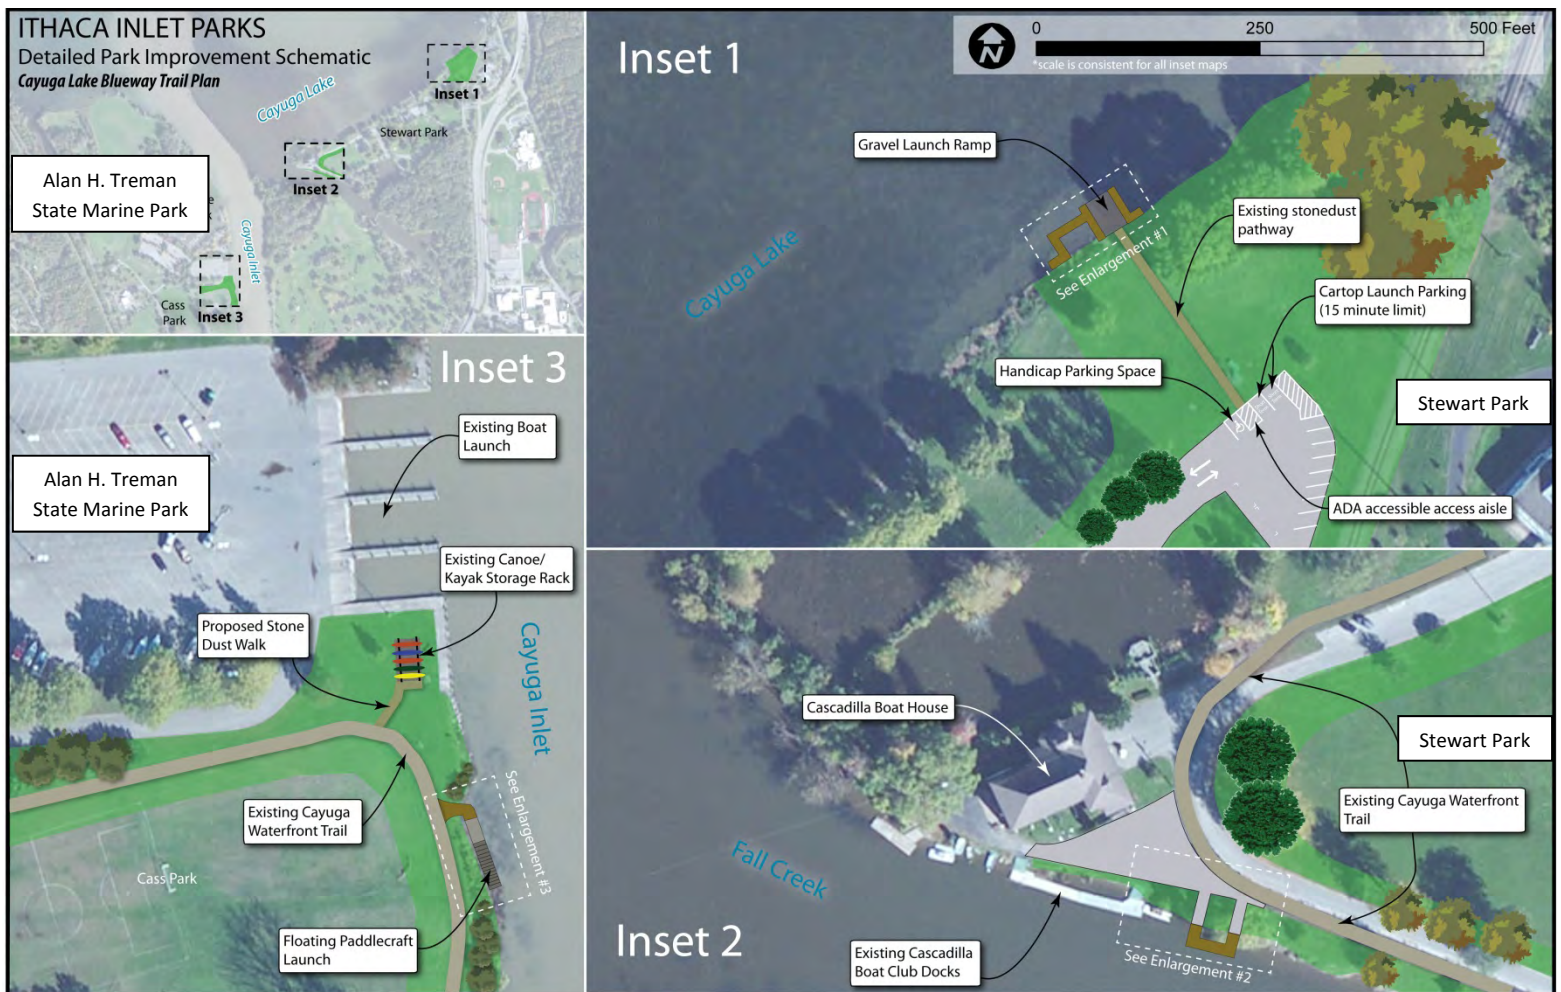 ITHACA INLET PARKS
Detailed Park Improvement Schematic
Cayuga Lake Blueway Trail Plan
Cayuga Lake
Inset 1
Stewart Park
Inset 2
Alan H. Treman
State Marine Park
Cayuga Inlet
Cass
Park
Inset 3
Inset 1
N
0
250
500 Feet
*scale is consistent for all inset maps
Gravel Launch Ramp
See Enlargement #1
Existing stonedust
pathway
Cayuga Lake
Cartop Launch Parking
(15 minute limit)
Handicap Parking Space
Stewart Park
ADA accessible access aisle
Inset 3
Existing Boat
Launch
Alan H. Treman
State Marine Park
Existing Canoe/
Kayak Storage Rack
Proposed Stone
Dust Walk
Cayuga Inlet
Existing Cayuga
Waterfront Trail
See Enlargement #3
Cass Park
Floating Paddlecraft
Launch
Cascadilla Boat House
Stewart Park
Existing Cayuga Waterfront
Trail
Fall Creek
Inset 2
Existing Cascadilla
Boat Club Docks
See Enlargement #2